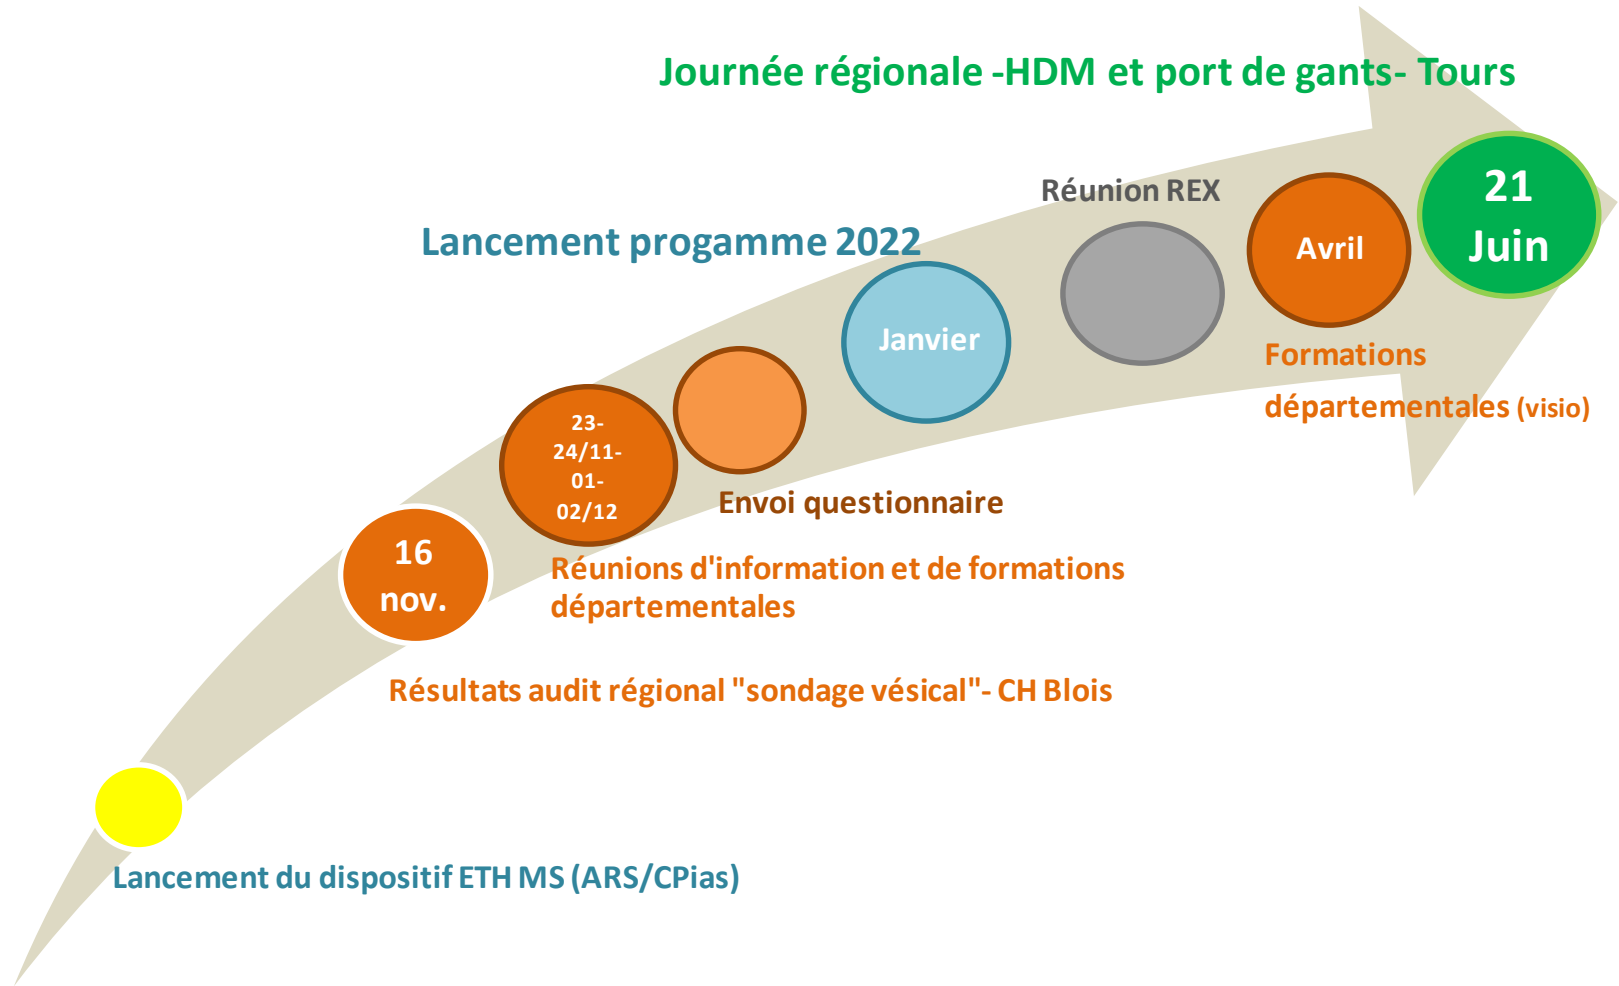 Journée régionale -HDM et port de gants- Tours
21
Juin
Réunion REX
Avril
Lancement progamme 2022
Janvier
Formations
départementales (visio)
23-
24/11-
01-
02/12
Envoi questionnaire
16
nov.
Réunions d'information et de formations
départementales
Résultats audit régional "sondage vésical"- CH Blois
Lancement du dispositif ETH MS (ARS/CPias)